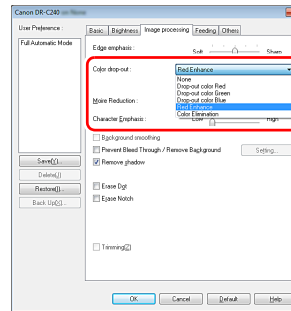 Canon DR-C240
User Preference:
Full Automatic Mode
Save(V)...
Delete(J)
Restore(I)...
Back Up(X)...
Basic Brightness Image processing Feeding Others
Edge emphasis:
Soft Sharp
Color drop-out: Red Enhance
None
Drop-out color Red
Drop-out color Green
Drop-out color Blue
Red Enhance
Color Elimination
Moire Reduction:
Character Emphasis: Low High
Background smoothing
Prevent Bleed Through / Remove Background Setting...
Remove shadow
Erase Dot
Erase Notch
Trimming(2)
OK Cancel Default Help